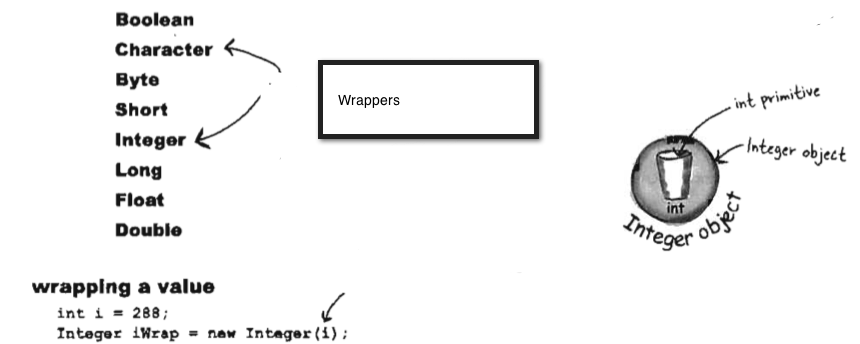 Boolean
Character
Byte
Short
Integer
Long
Float
Double
Wrappers
int primitive
Integer object
int
Integer object
wrapping a value
int i = 288;
Integer iWrap = new Integer(i);